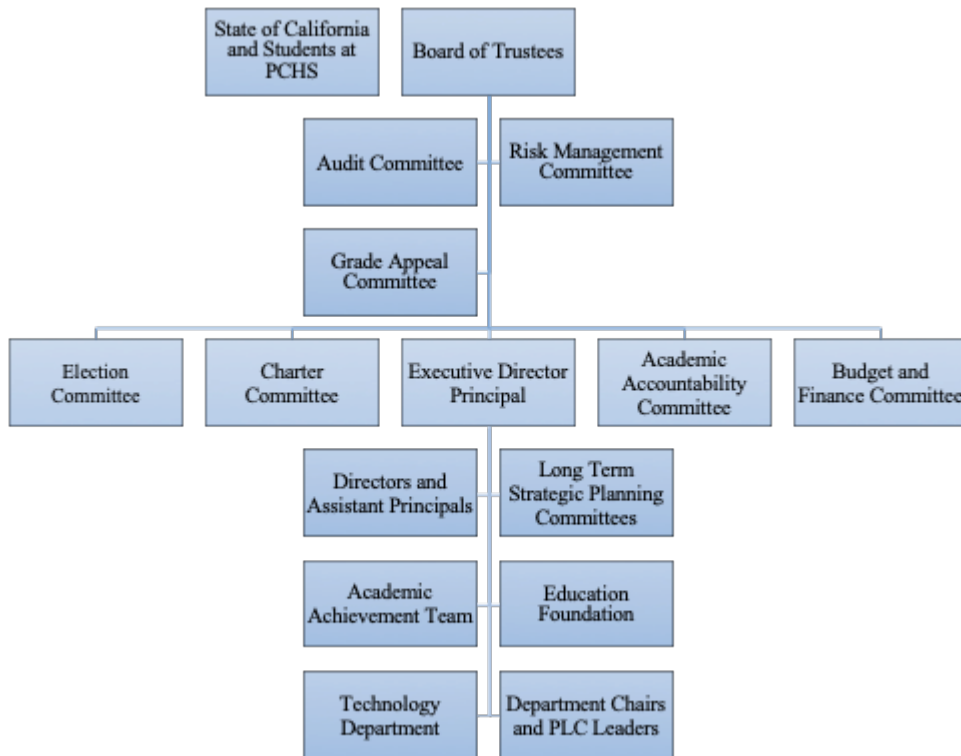 State of California
and Students at
PCHS
Board of Trustees
Audit Committee
Risk Management
Committee
Grade Appeal
Committee
Election
Committee
Charter
Committee
Executive Director
Principal
Academic
Accountability
Committee
Budget and
Finance Committee
Directors and
Assistant Principals
Long Term
Strategic Planning
Committees
Academic
Achievement Team
Education
Foundation
Technology
Department
Department Chairs
and PLC Leaders